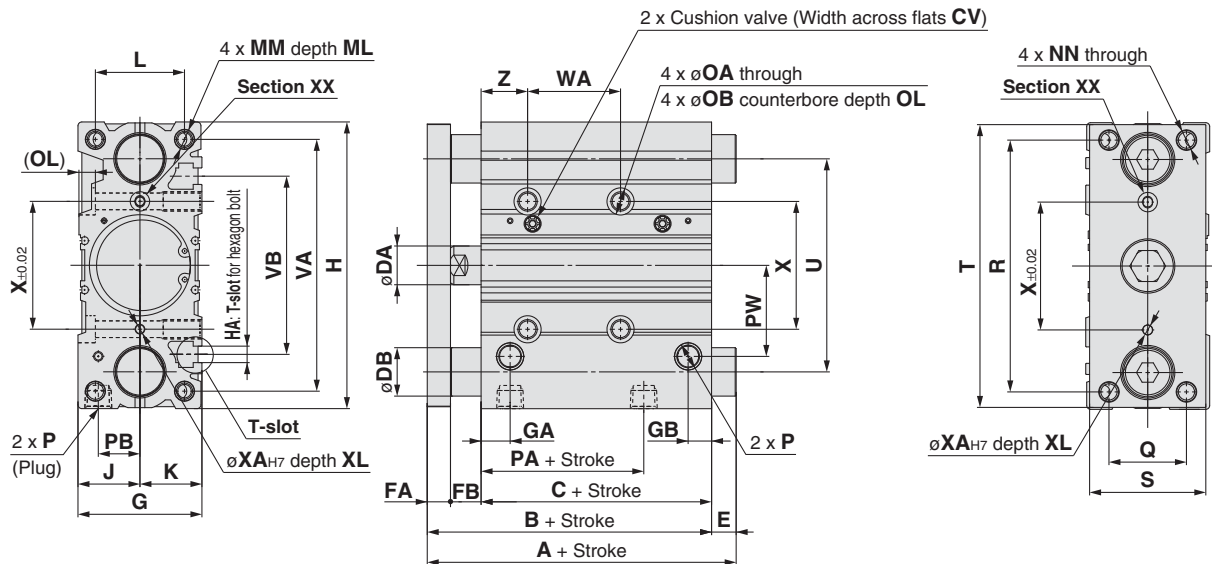 2 x Cushion valve (Width across flats CV)
L
4 x MM depth ML
Section XX
Z
WA
4 x øOA through
4 x øOB counterbore depth OL
4 x NN through
Section XX
(OL)
X±0.02
HA: T-slot for hexagon bolt
VB
VA
H
øDA
øDB
PW
X
U
T
R
X±0.02
2 x P
(Plug)
PB
J
K
G
T-slot
øXAH7 depth XL
GA
GB
2 x P
PA + Stroke
FA
FB
C + Stroke
B + Stroke
E
A + Stroke
øXAH7 depth XL
Q
S